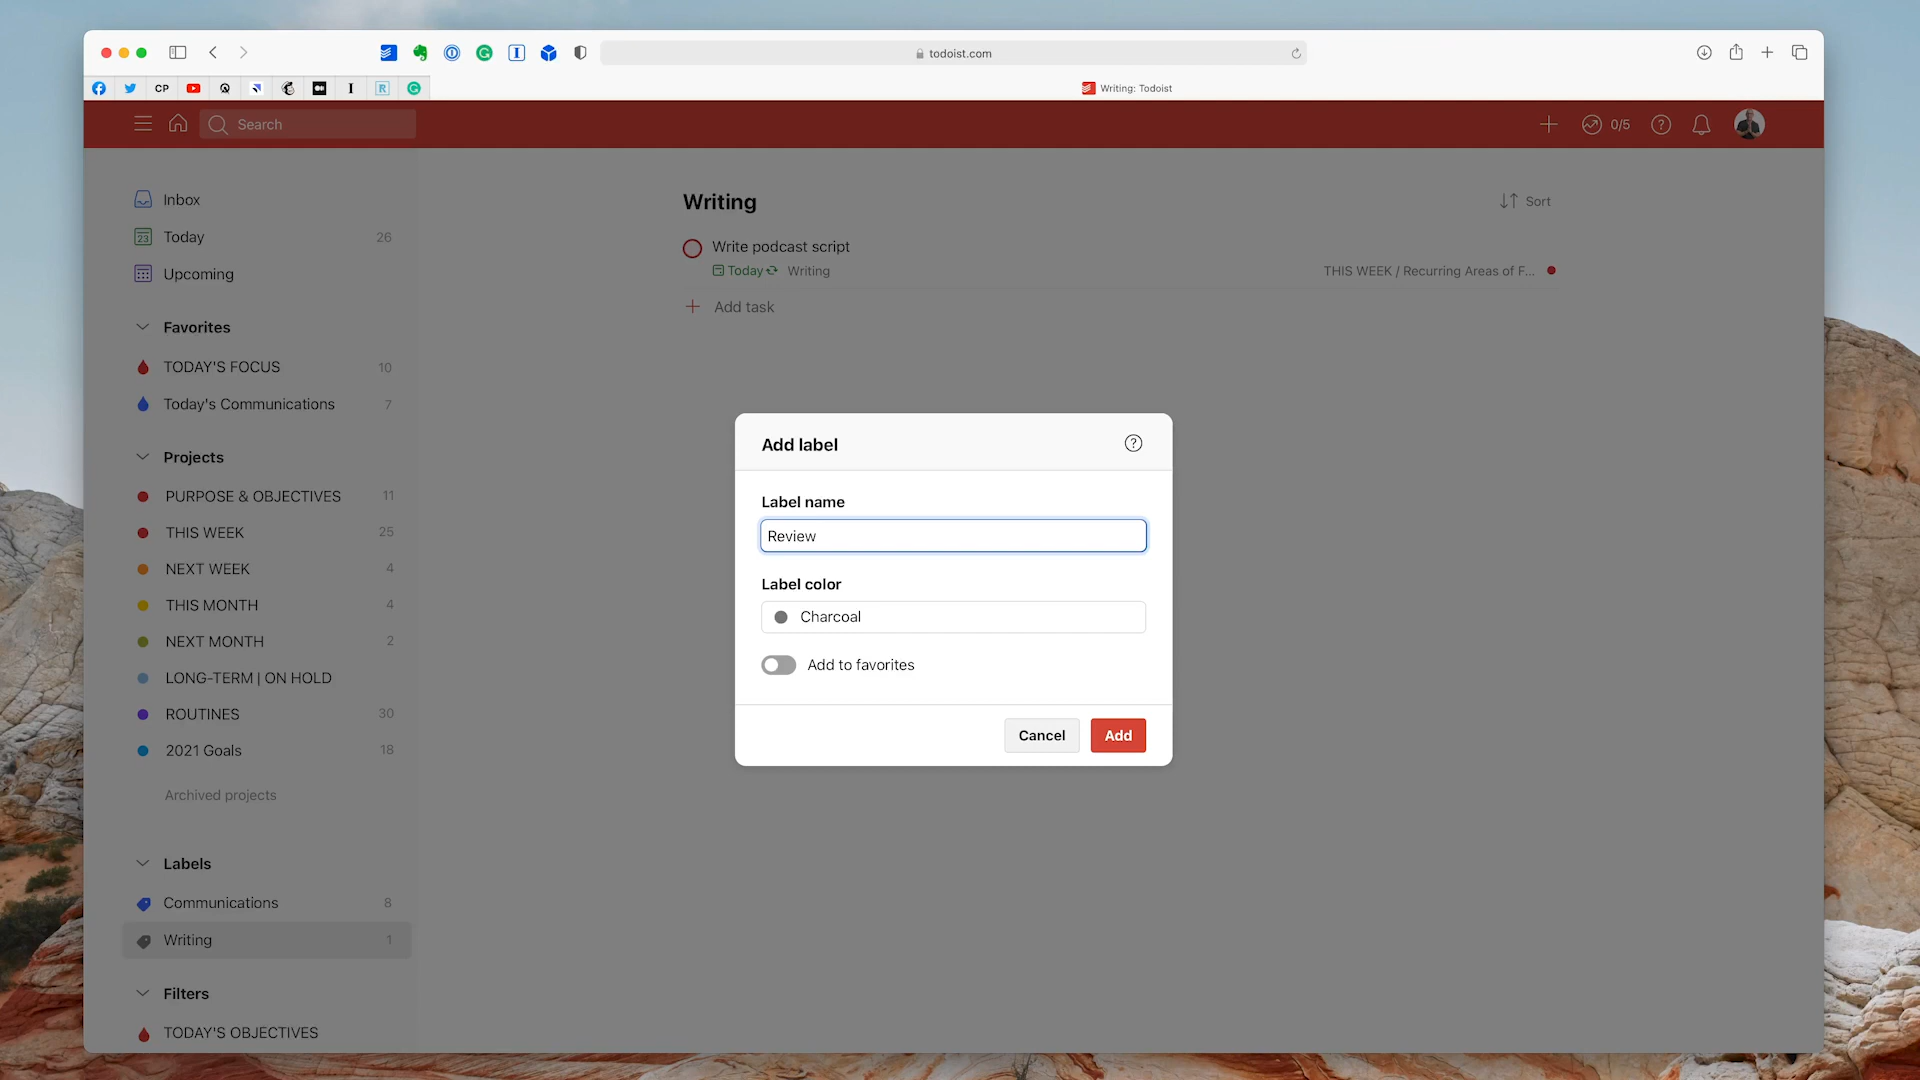 todoist.com
CP
Writing: Todoist
Search
0/5
Inbox
23
Today 26
Upcoming
Favorites
TODAY'S FOCUS 10
Today's Communications 7
Projects
PURPOSE & OBJECTIVES 11
THIS WEEK 25
NEXT WEEK 4
THIS MONTH 4
NEXT MONTH 2
LONG-TERM | ON HOLD
ROUTINES 30
2021 Goals 18
Archived projects
Labels
Communications 8
Writing 1
Filters
TODAY'S OBJECTIVES
Writing
Sort
Write podcast script
Today Writing
THIS WEEK / Recurring Areas of F...
Add task
Add label
Label name
Review
Label color
Charcoal
Add to favorites
Cancel Add